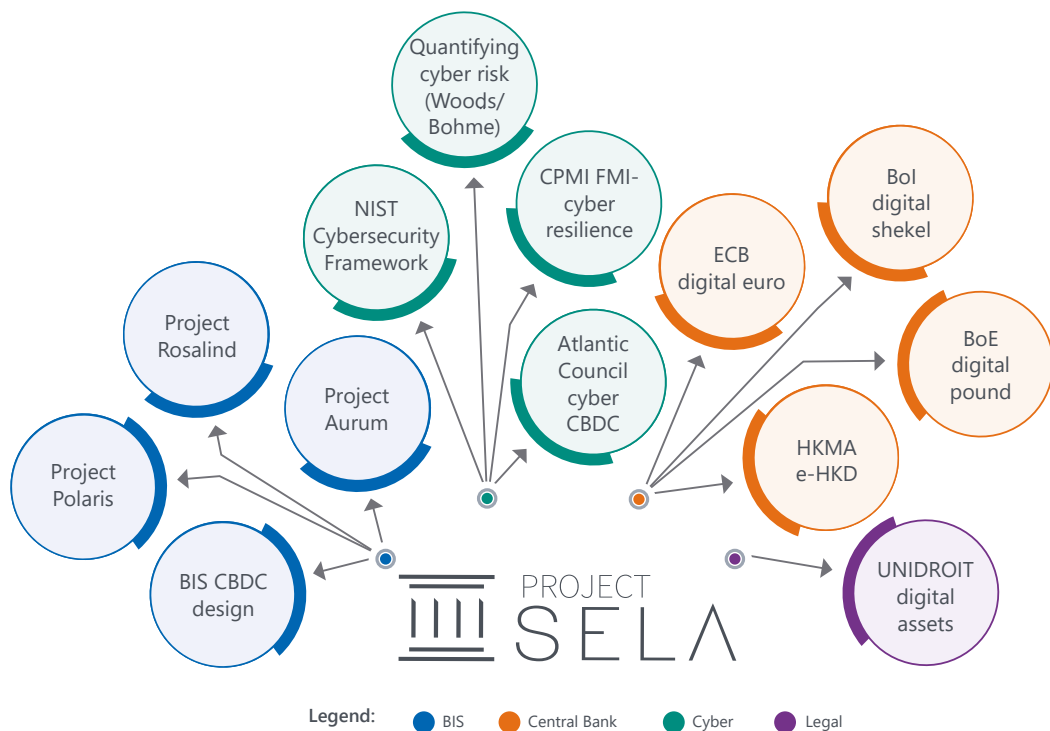 Quantifying
cyber risk
(Woods/
Bohme)
CPMI FMI-
cyber
resilience
BoI
digital
shekel
NIST
Cybersecurity
Framework
ECB
digital euro
Project
Rosalind
Atlantic
Council
cyber
CBDC
BoE
digital
pound
Project
Aurum
HKMA
e-HKD
Project
Polaris
BIS CBDC
design
UNIDROIT
digital
assets
PROJECT
SELA
Legend:
BIS
Central Bank
Cyber
Legal